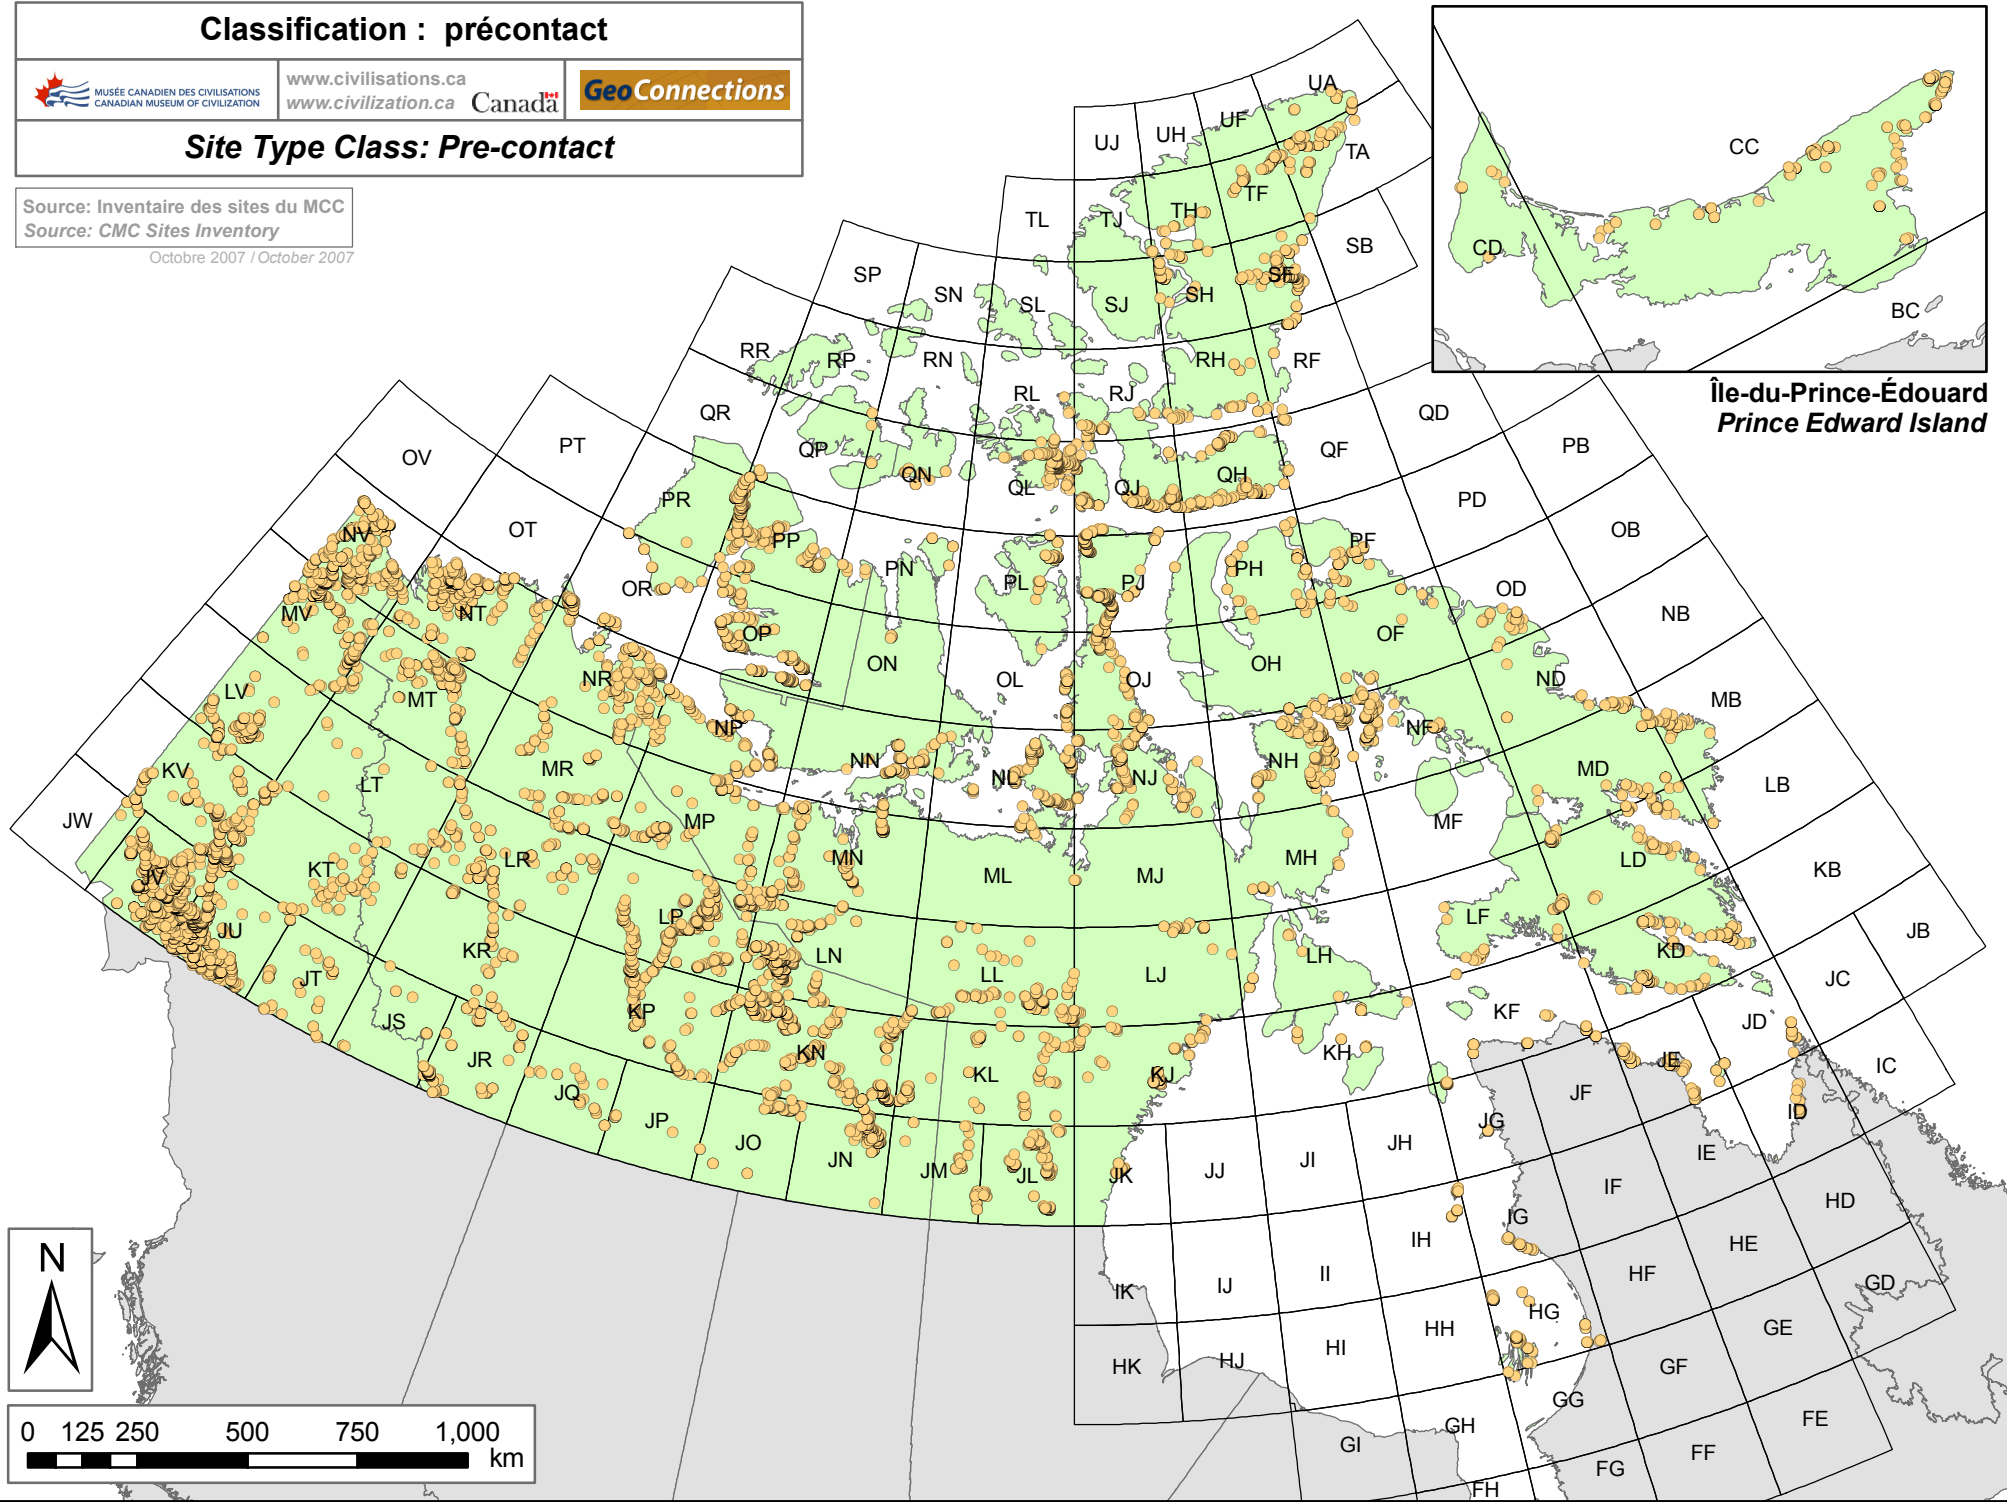 Classification : précontact
MUSÉE CANADIEN DES CIVILISATIONS
CANADIAN MUSEUM OF CIVILIZATION
www.civilisations.ca
www.civilization.ca
Canada
GeoConnections
Site Type Class: Pre-contact
Source: Inventaire des sites du MCC
Source: CMC Sites Inventory
Octobre 2007 / October 2007
CC
CD
BC
Île-du-Prince-Édouard
Prince Edward Island
UJ UH UF UA
TL TJ TH TF TA
SP SN SL SJ SH SF SB
RR RP RN RL RJ RH RF
QR QP QN QL QJ QH QF QD
PT PR PP PN PL PJ PH PF PD PB
OV OT OR OP ON OL OJ OH OF OD OB
NV NT NR NP NN NL NJ NH NF ND NB
MV MT MR MP MN ML MJ MH MF MD MB
LV LT LR LP LN LL LJ LH LF LD LB
KV KT KR KP KN KL KJ KH KF KD KB
JW JV JU JT JS JR JQ JP JO JN JM JL JK JJ JI JH JG JF JE JD JC JB
IK IJ II IH IG IF IE ID IC
HK HJ HI HH HG HF HE HD
GI GH GG GF GE GD
FH FG FF FE
N
0 125 250 500 750 1,000
km